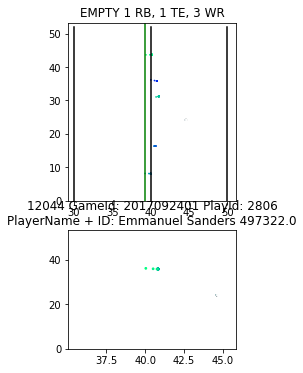 EMPTY 1 RB, 1 TE, 3 WR
50
40
30
20
10
0
30 35 40 45 50
12044 GameId: 2017092401 PlayId: 2806
PlayerName + ID: Emmanuel Sanders 497322.0
40
20
0
37.5 40.0 42.5 45.0